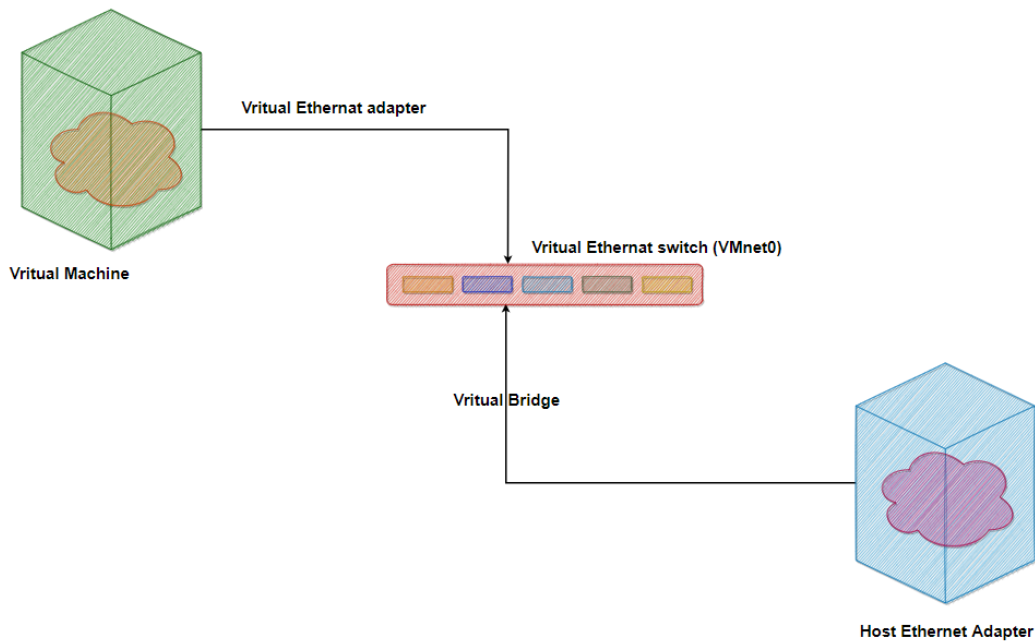 Vritual Ethernat adapter
Vritual Ethernat switch (VMnet0)
Vritual Machine
Vritual Bridge
Host Ethernet Adapter